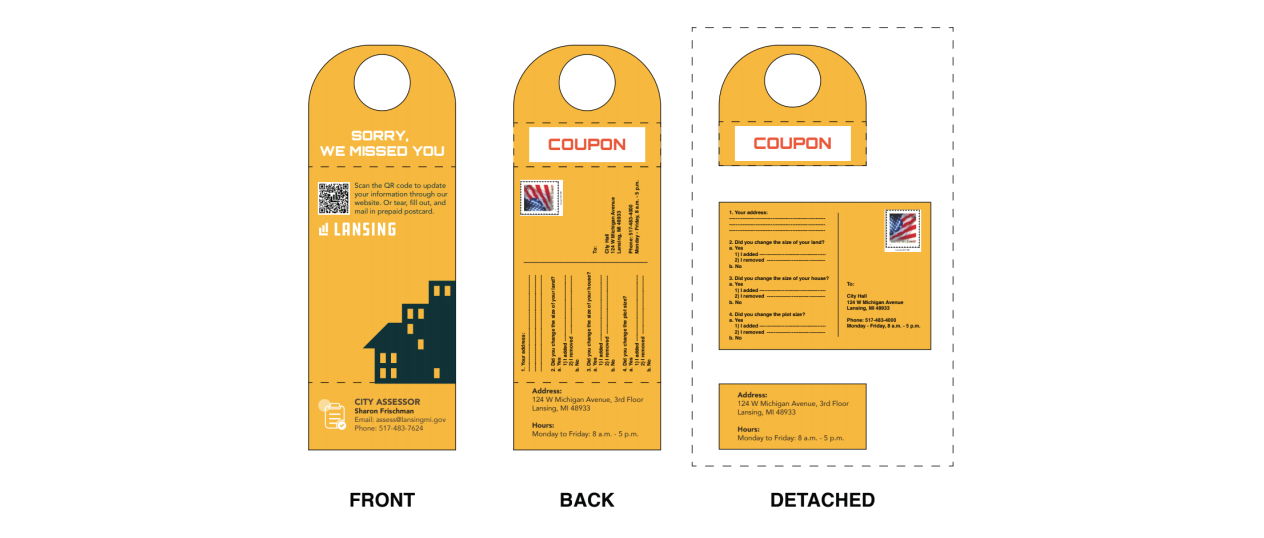 SORRY,
WE MISSED YOU
Scan the QR code to update
your information through our
website. Or tear, fill out, and
mail in prepaid postcard.
LANSING
CITY ASSESSOR
Sharon Frischman
Email: assess@lansingmi.gov
Phone: 517-483-7624
FRONT
COUPON
To:
City Hall
124 W Michigan Avenue
Lansing, MI 48933
Phone: 517-483-4000
Monday - Friday, 8 a.m. - 5 p.m.
1. Your address:
2. Did you change the size of your land?
a. Yes
1) I added
2) I removed
b. No
3. Did you change the size of your house?
a. Yes
1) I added
2) I removed
b. No
4. Did you change the plot size?
a. Yes
1) I added
2) I removed
b. No
Address:
124 W Michigan Avenue, 3rd Floor
Lansing, MI 48933
Hours:
Monday to Friday: 8 a.m. - 5 p.m.
BACK
COUPON
1. Your address:
2. Did you change the size of your land?
a. Yes
1) I added
2) I removed
b. No
3. Did you change the size of your house?
a. Yes
1) I added
2) I removed
b. No
4. Did you change the plot size?
a. Yes
1) I added
2) I removed
b. No
To:
City Hall
124 W Michigan Avenue
Lansing, MI 48933
Phone: 517-483-4000
Monday - Friday, 8 a.m. - 5 p.m.
Address:
124 W Michigan Avenue, 3rd Floor
Lansing, MI 48933
Hours:
Monday to Friday: 8 a.m. - 5 p.m.
DETACHED